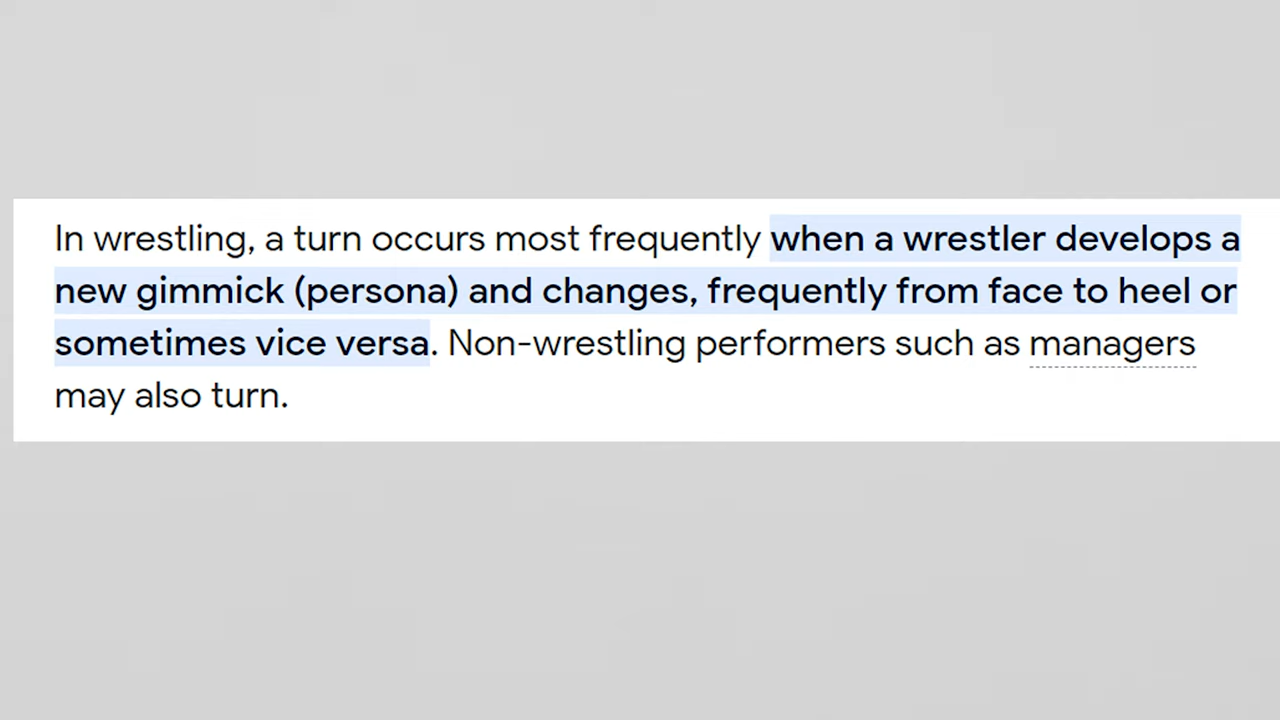 In wrestling, a turn occurs most frequently when a wrestler develops a
new gimmick (persona) and changes, frequently from face to heel or
sometimes vice versa. Non-wrestling performers such as managers
may also turn.